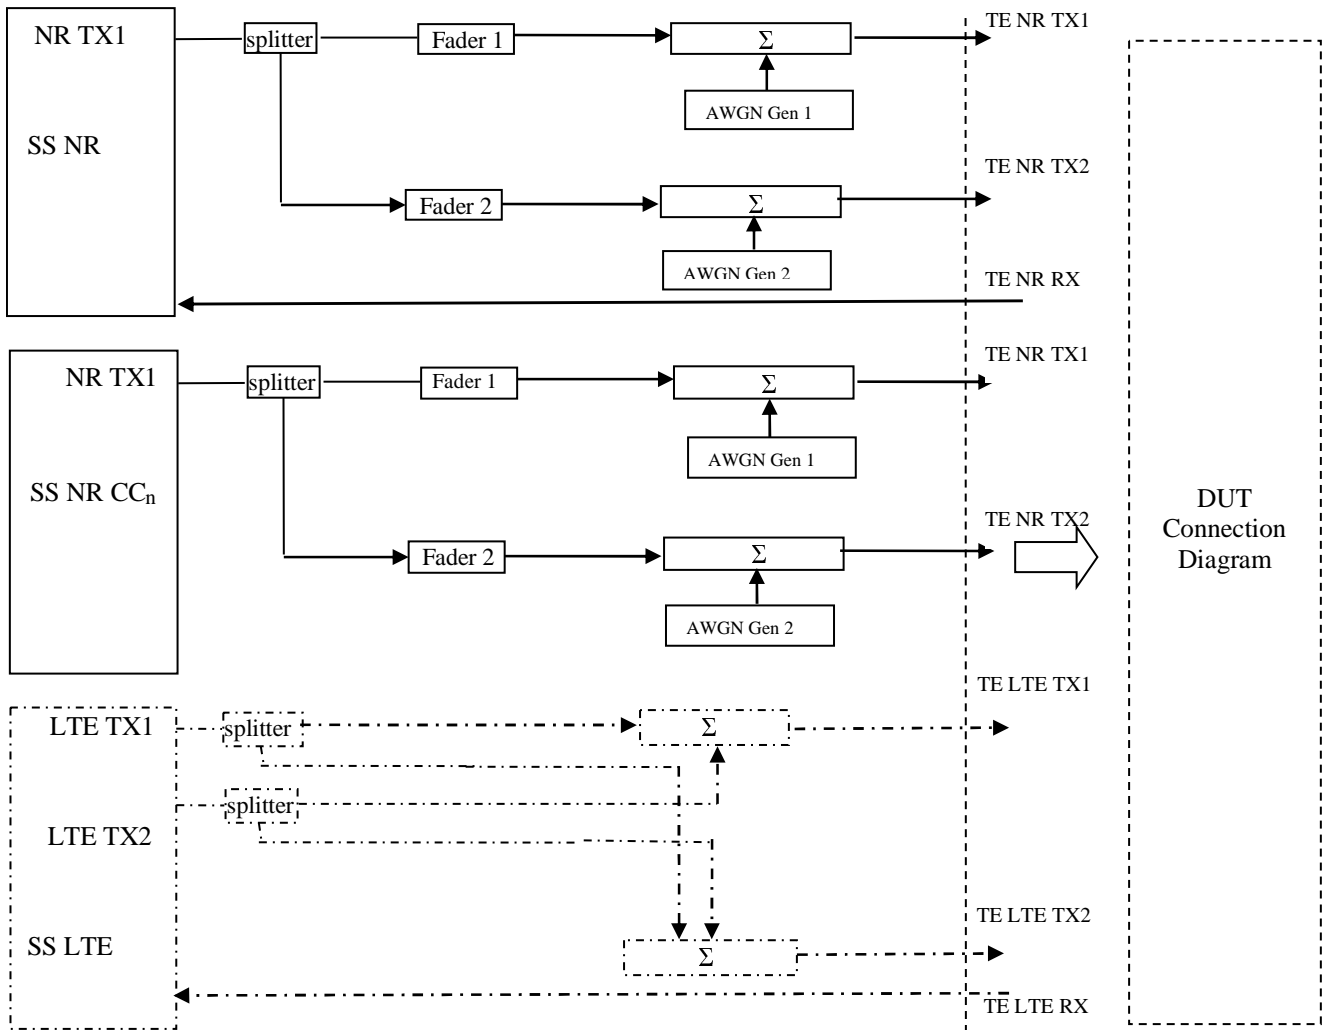 NR TX1
splitter
Fader 1
Σ
TE NR TX1
AWGN Gen 1
SS NR
TE NR TX2
Fader 2
Σ
AWGN Gen 2
TE NR RX
NR TX1
splitter
Fader 1
Σ
TE NR TX1
AWGN Gen 1
SS NR CCn
TE NR TX2
Fader 2
Σ
AWGN Gen 2
DUT
Connection
Diagram
TE LTE TX1
LTE TX1
splitter
Σ
splitter
LTE TX2
TE LTE TX2
SS LTE
Σ
TE LTE RX